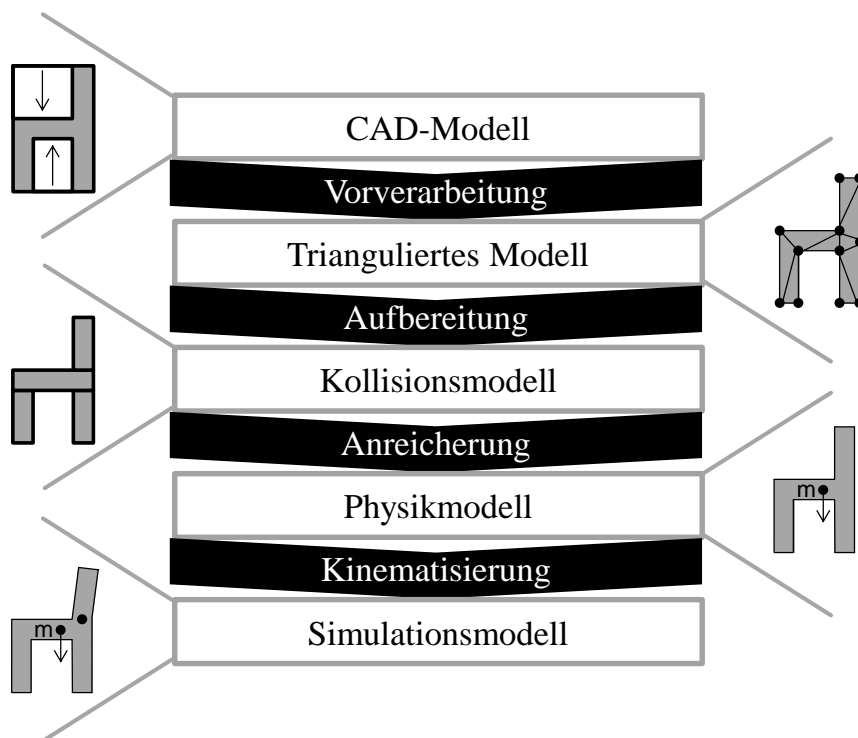 CAD-Modell
Vorverarbeitung
Trianguliertes Modell
Aufbereitung
Kollisionsmodell
Anreicherung
m
Physikmodell
Kinematisierung
m
Simulationsmodell